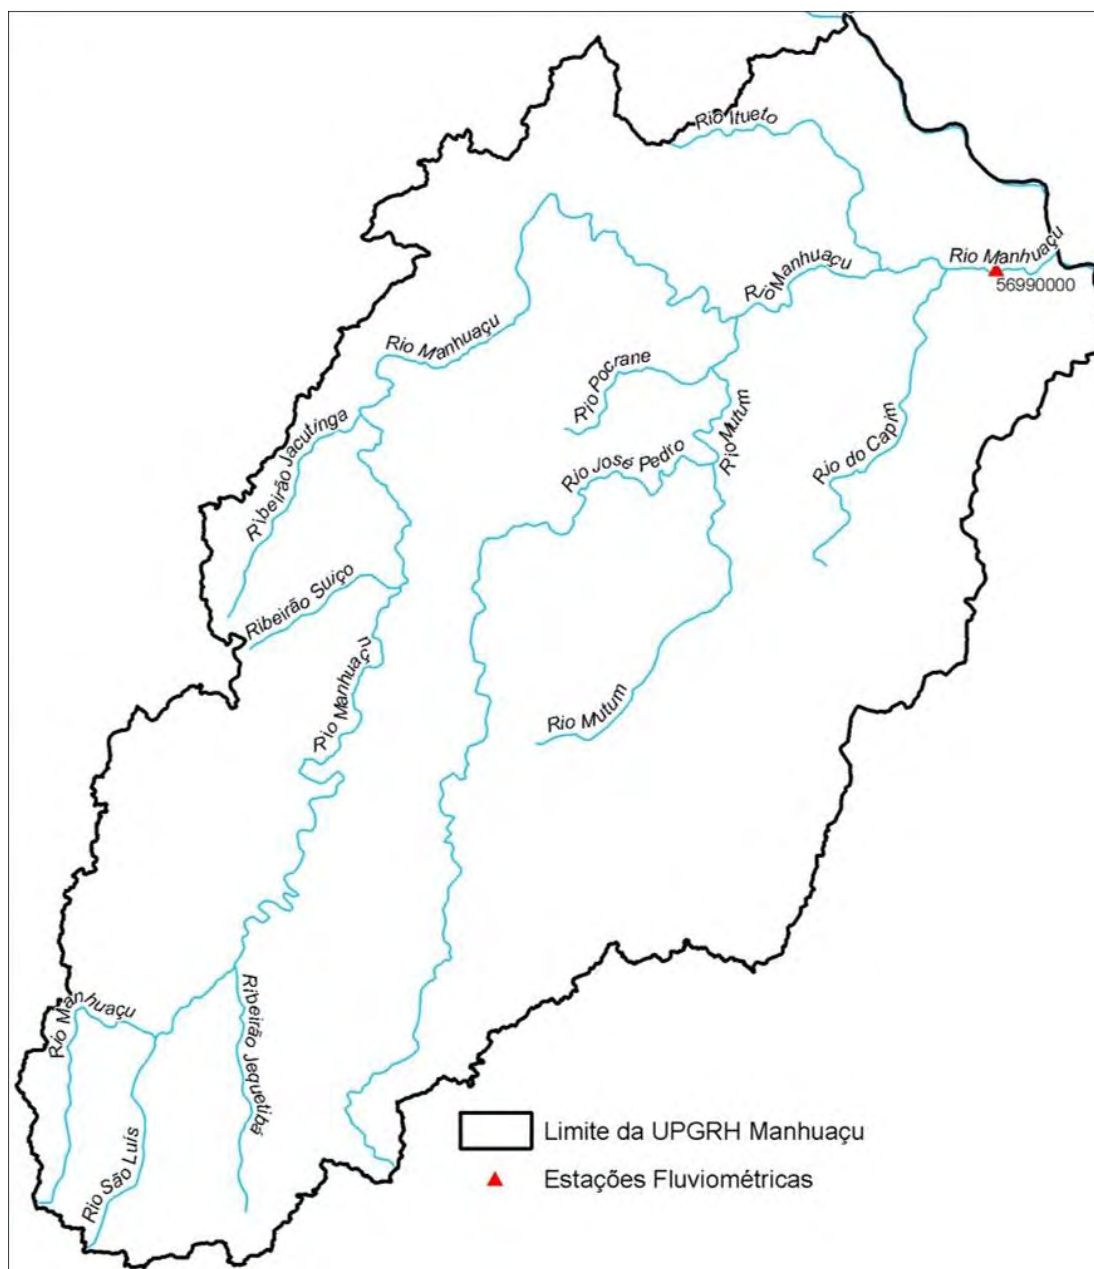 Rio Itueto
Rio Manhuaçu
56990000
Rio Manhuaçu
Rio Manhuaçu
Rio Pocrane
Rio Mutum
Ribeirão Jacutinga
Rio José Pedro
Rio do Capim
Ribeirão Suiço
Rio Manhuaçu
Rio Mutum
Rio Manhuaçu
Ribeirão Jequetibá
Rio São Luis
Limite da UPGRH Manhuaçu
Estações Fluviométricas